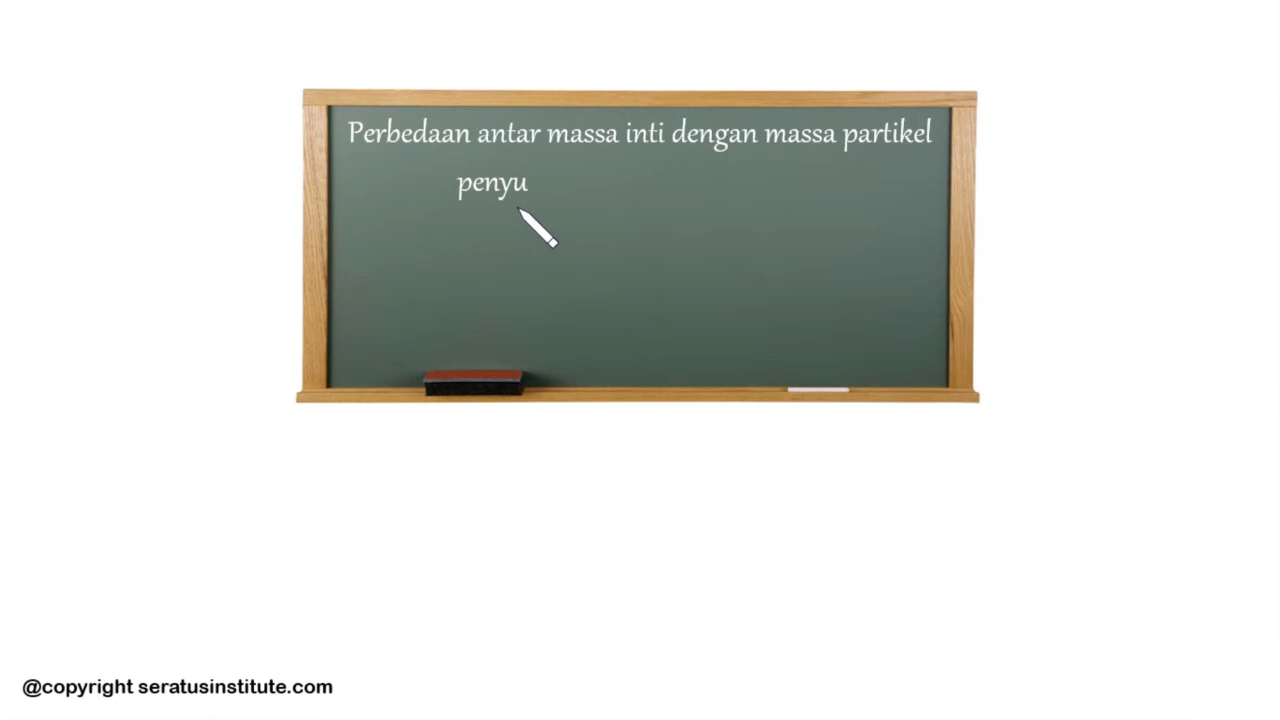 Perbedaan antar massa inti dengan massa partikel
penyu
@copyright seratusinstitute.com